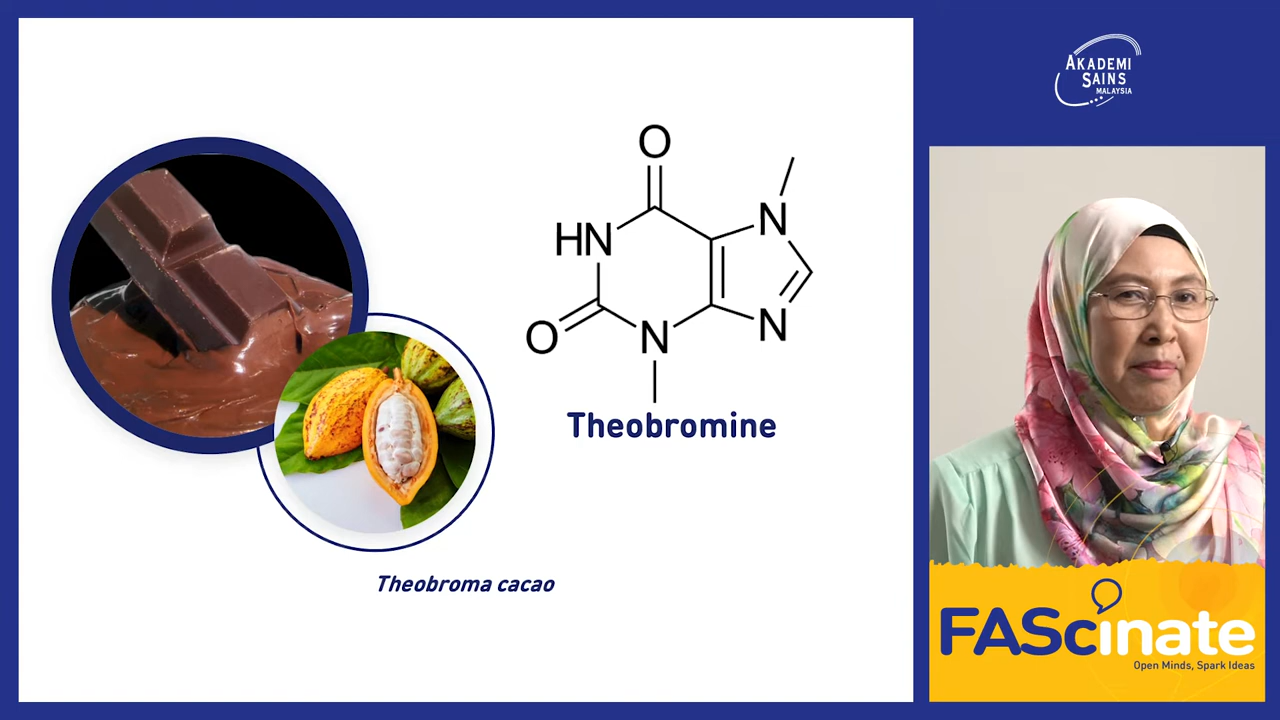 O
N
HN
O
N
N
Theobromine
Theobroma cacao
AKADEMI
SAINS
MALAYSIA
FAScinate
Open Minds, Spark Ideas